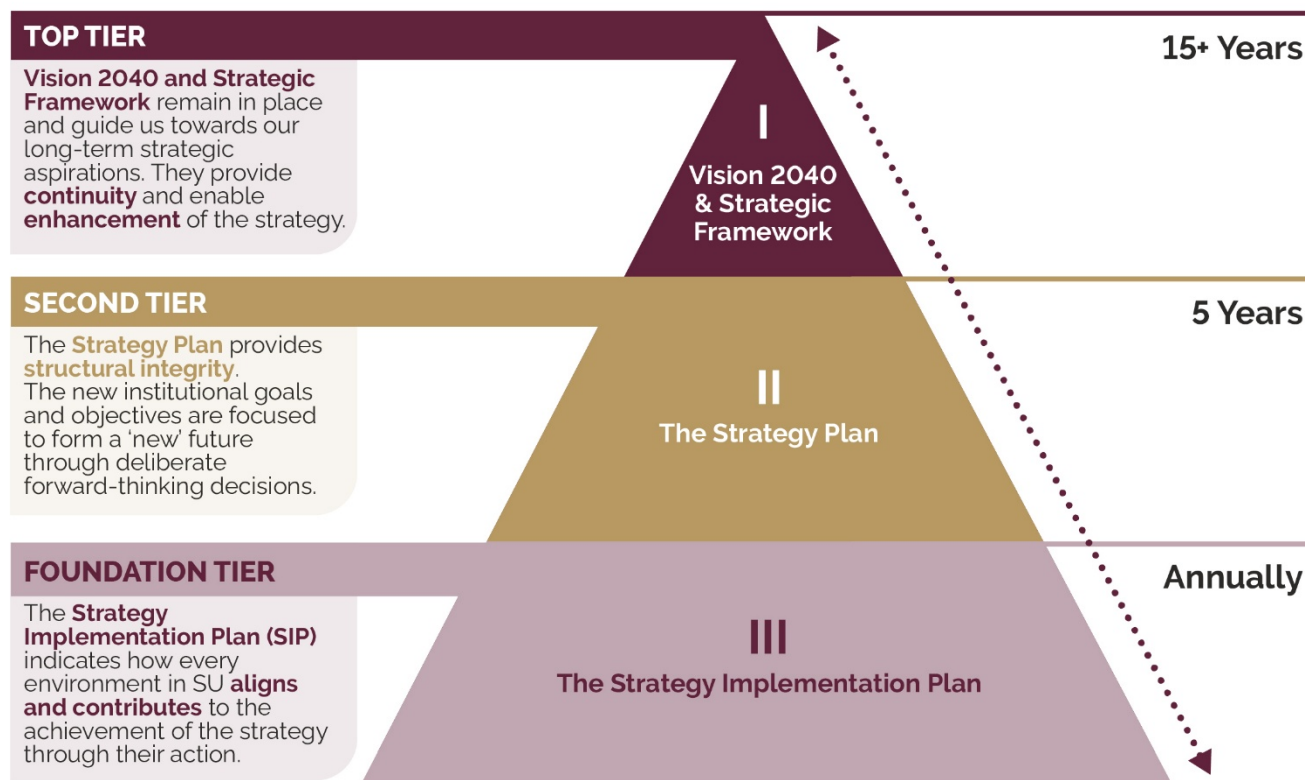 TOP TIER
Vision 2040 and Strategic
Framework remain in place
and guide us towards our
long-term strategic
aspirations. They provide
continuity and enable
enhancement of the strategy.
I
Vision 2040
& Strategic
Framework
15+ Years
SECOND TIER
The Strategy Plan provides
structural integrity.
The new institutional goals
and objectives are focused
to form a ‘new’ future
through deliberate
forward-thinking decisions.
II
The Strategy Plan
5 Years
FOUNDATION TIER
The Strategy
Implementation Plan (SIP)
indicates how every
environment in SU aligns
and contributes to the
achievement of the strategy
through their action.
III
The Strategy Implementation Plan
Annually